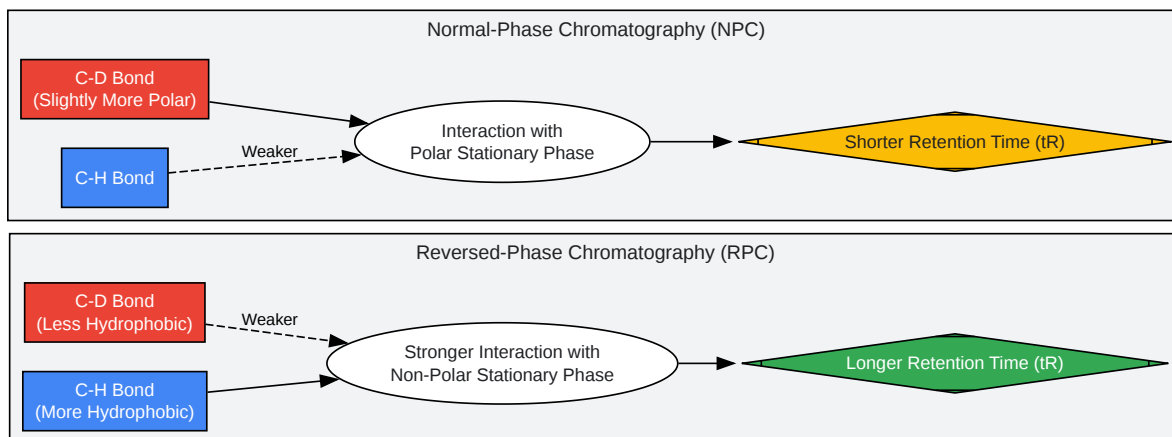 Normal-Phase Chromatography (NPC)
C-D Bond
(Slightly More Polar)
Weaker
C-H Bond
Interaction with
Polar Stationary Phase
Shorter Retention Time (tR)
Reversed-Phase Chromatography (RPC)
C-D Bond
(Less Hydrophobic)
Weaker
C-H Bond
(More Hydrophobic)
Stronger Interaction with
Non-Polar Stationary Phase
Longer Retention Time (tR)